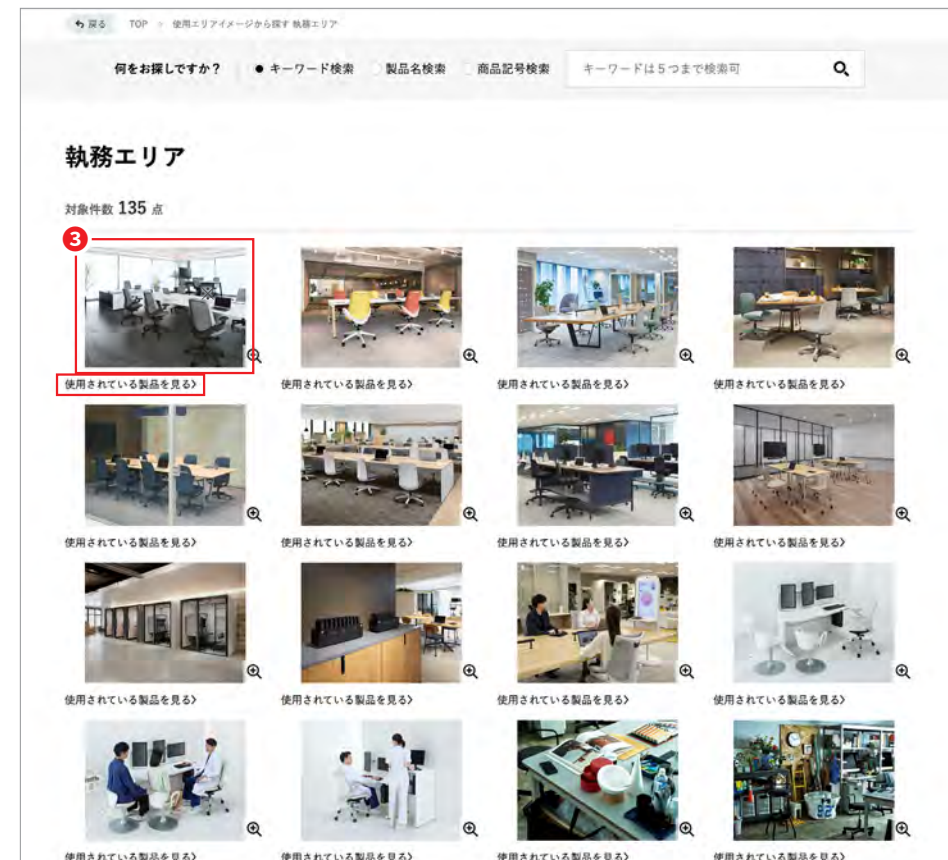 戻る TOP > 使用エリアイメージから探す 執務エリア
何をお探しですか? キーワード検索 製品名検索 商品記号検索 キーワードは5つまで検索可
執務エリア
対象件数 135 点
3
使用されている製品を見る〉 使用されている製品を見る〉 使用されている製品を見る〉 使用されている製品を見る〉
使用されている製品を見る〉 使用されている製品を見る〉 使用されている製品を見る〉 使用されている製品を見る〉
使用されている製品を見る〉 使用されている製品を見る〉 使用されている製品を見る〉 使用されている製品を見る〉
使用されている製品を見る〉 使用されている製品を見る〉 使用されている製品を見る〉 使用されている製品を見る〉